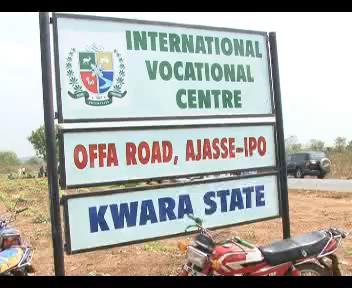 INTERNATIONAL
VOCATIONAL
CENTRE
OFFA ROAD, AJASSE-IPO
KWARA STATE